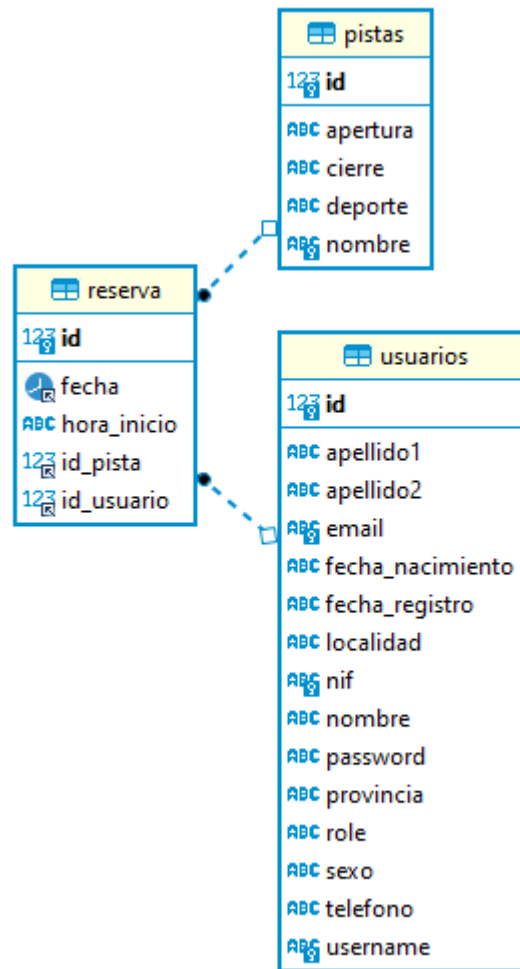 pistas
123 id
ABC apertura
ABC cierre
ABC deporte
ABC nombre
reserva
123 id
fecha
ABC hora_inicio
123 id_pista
123 id_usuario
usuarios
123 id
ABC apellido1
ABC apellido2
ABC email
ABC fecha_nacimiento
ABC fecha_registro
ABC localidad
ABC nif
ABC nombre
ABC password
ABC provincia
ABC role
ABC sexo
ABC telefono
ABC username